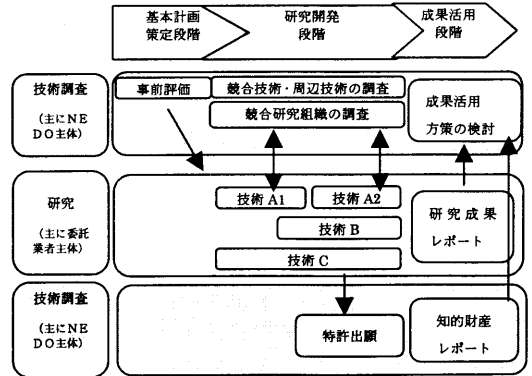 基本計画
策定段階
研究開発
段階
成果活用
段階
技術調査
(主にNE
DO主体)
事前評価
競合技術・周辺技術の調査
競合研究組織の調査
成果活用
方策の検討
研究
(主に委託
業者主体)
技術 A1
技術 A2
技術 B
技術 C
研究成果
レポート
技術調査
(主にNE
DO主体)
特許出願
知的財産
レポート